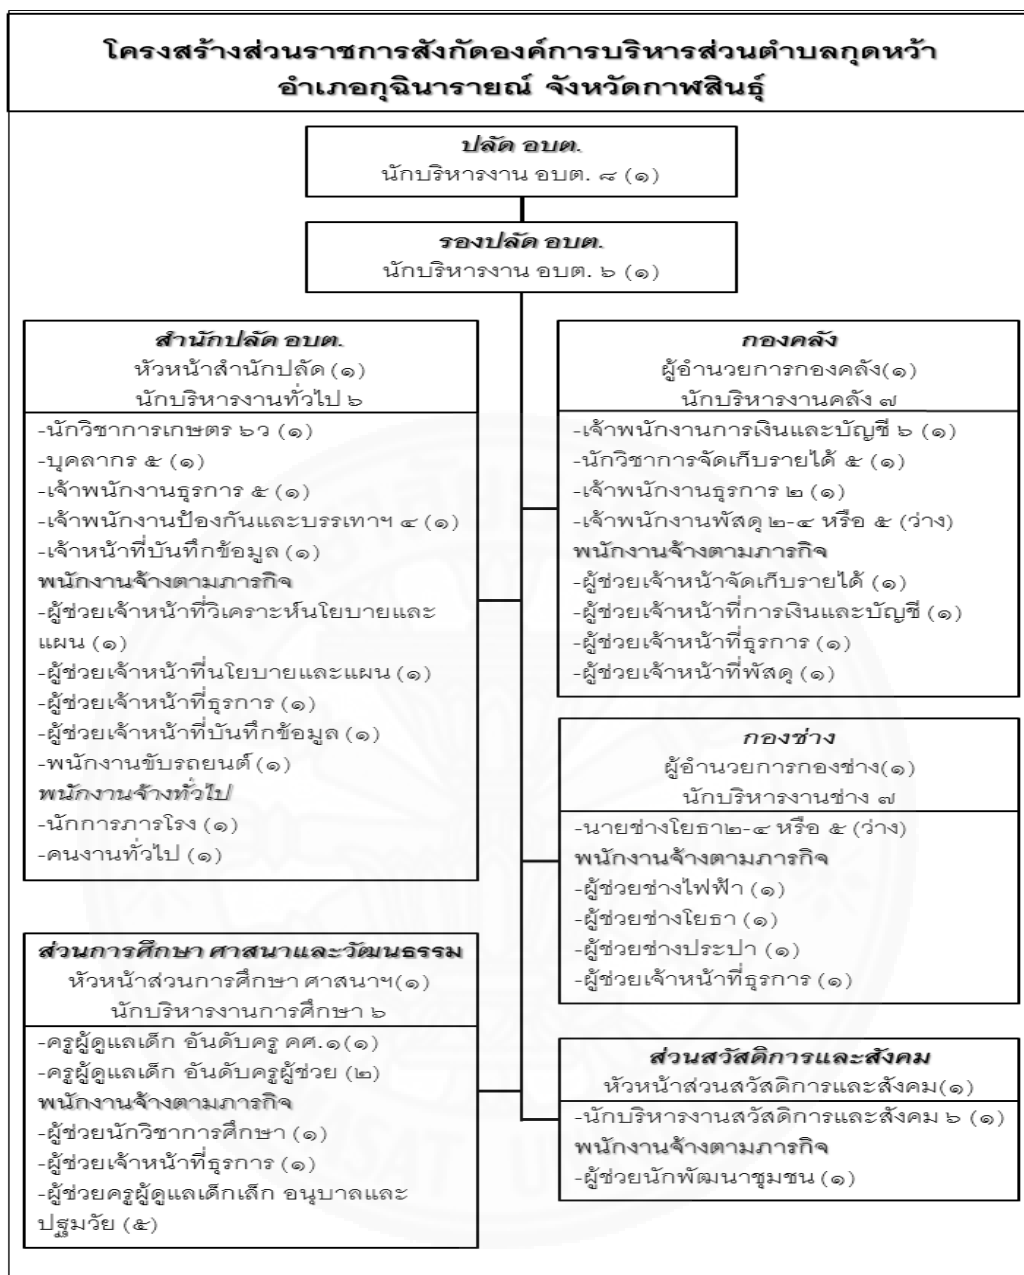 โครงสร้างส่วนราชการสังกัดองค์การบริหารส่วนตำบลกุดหว้า
อำเภอกุฉินารายณ์ จังหวัดกาฬสินธุ์
ปลัด อบต.
นักบริหารงาน อบต. ๘ (๑)
รองปลัด อบต.
นักบริหารงาน อบต. ๖ (๑)
สำนักปลัด อบต.
หัวหน้าสำนักปลัด (๑)
นักบริหารงานทั่วไป ๖
-นักวิชาการเกษตร ๖ว (๑)
-บุคลากร ๕ (๑)
-เจ้าพนักงานธุรการ ๕ (๑)
-เจ้าพนักงานป้องกันและบรรเทาฯ ๔ (๑)
-เจ้าหน้าที่บันทึกข้อมูล (๑)
พนักงานจ้างตามภารกิจ
-ผู้ช่วยเจ้าหน้าที่วิเคราะห์นโยบายและ
แผน (๑)
-ผู้ช่วยเจ้าหน้าที่นโยบายและแผน (๑)
-ผู้ช่วยเจ้าหน้าที่ธุรการ (๑)
-ผู้ช่วยเจ้าหน้าที่บันทึกข้อมูล (๑)
-พนักงานขับรถยนต์ (๑)
พนักงานจ้างทั่วไป
-นักการภารโรง (๑)
-คนงานทั่วไป (๑)
กองคลัง
ผู้อำนวยการกองคลัง(๑)
นักบริหารงานคลัง ๗
-เจ้าพนักงานการเงินและบัญชี ๖ (๑)
-นักวิชาการจัดเก็บรายได้ ๕ (๑)
-เจ้าพนักงานธุรการ ๒ (๑)
-เจ้าพนักงานพัสดุ ๒-๔ หรือ ๕ (ว่าง)
พนักงานจ้างตามภารกิจ
-ผู้ช่วยเจ้าหน้าจัดเก็บรายได้ (๑)
-ผู้ช่วยเจ้าหน้าที่การเงินและบัญชี (๑)
-ผู้ช่วยเจ้าหน้าที่ธุรการ (๑)
-ผู้ช่วยเจ้าหน้าที่พัสดุ (๑)
กองช่าง
ผู้อำนวยการกองช่าง(๑)
นักบริหารงานช่าง ๗
-นายช่างโยธา๒-๔ หรือ ๕ (ว่าง)
พนักงานจ้างตามภารกิจ
-ผู้ช่วยช่างไฟฟ้า (๑)
-ผู้ช่วยช่างโยธา (๑)
-ผู้ช่วยช่างประปา (๑)
-ผู้ช่วยเจ้าหน้าที่ธุรการ (๑)
ส่วนการศึกษา ศาสนาและวัฒนธรรม
หัวหน้าส่วนการศึกษา ศาสนาฯ(๑)
นักบริหารงานการศึกษา ๖
-ครูผู้ดูแลเด็ก อันดับครู คศ.๑(๑)
-ครูผู้ดูแลเด็ก อันดับครูผู้ช่วย (๒)
พนักงานจ้างตามภารกิจ
-ผู้ช่วยนักวิชาการศึกษา (๑)
-ผู้ช่วยเจ้าหน้าที่ธุรการ (๑)
-ผู้ช่วยครูผู้ดูแลเด็กเล็ก อนุบาลและ
ปฐมวัย (๕)
ส่วนสวัสดิการและสังคม
หัวหน้าส่วนสวัสดิการและสังคม(๑)
-นักบริหารงานสวัสดิการและสังคม ๖ (๑)
พนักงานจ้างตามภารกิจ
-ผู้ช่วยนักพัฒนาชุมชน (๑)